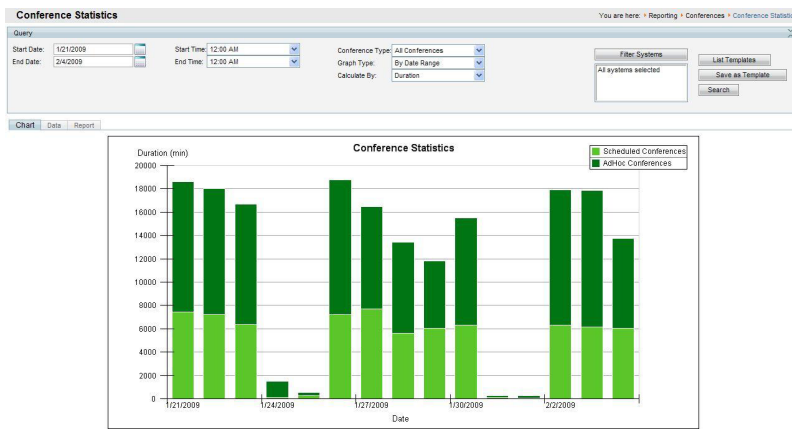 Conference Statistics
You are here: Reporting Conferences Conference Statistic
Query
Start Date: 1/21/2009 Start Time: 12:00 AM Conference Type: All Conferences Filter Systems List Templates
End Date: 2/4/2009 End Time: 12:00 AM Graph Type: By Date Range All systems selected Save as Template
Calculate By: Duration Search
Chart Data Report
Conference Statistics
Duration (min)
Scheduled Conferences
AdHoc Conferences
20000
18000
16000
14000
12000
10000
8000
6000
4000
2000
0
1/21/2009 1/24/2009 1/27/2009 1/30/2009 2/2/2009
Date